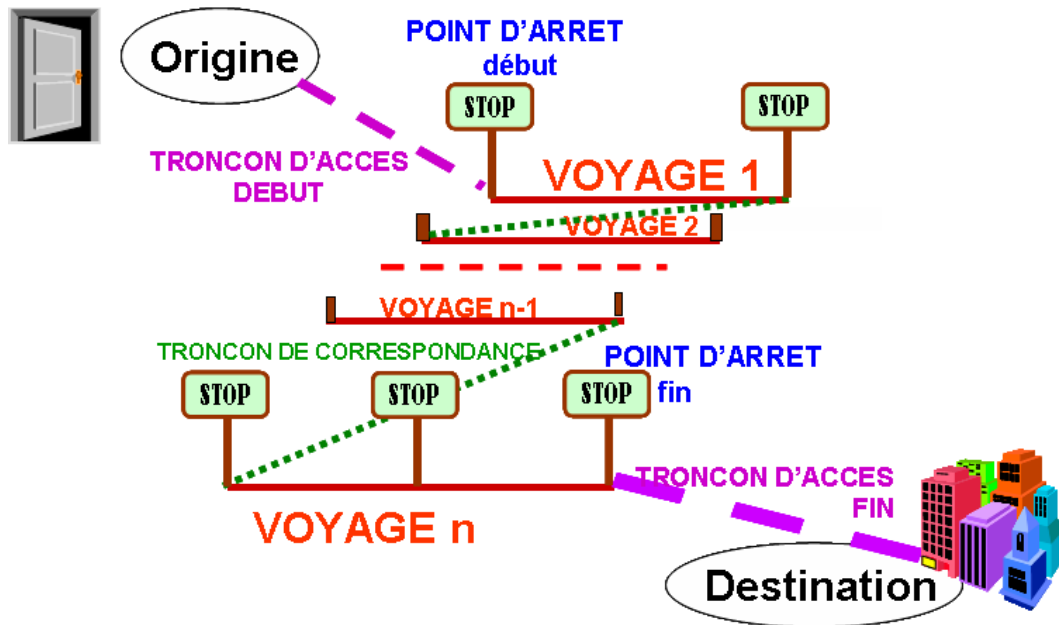 POINT D'ARRET
début
Origine
STOP
STOP
TRONCON D'ACCES
DEBUT
VOYAGE 1
VOYAGE 2
VOYAGE n-1
TRONCON DE CORRESPONDANCE
POINT D'ARRET
fin
STOP
STOP
STOP
TRONCON D'ACCES
FIN
VOYAGE n
Destination